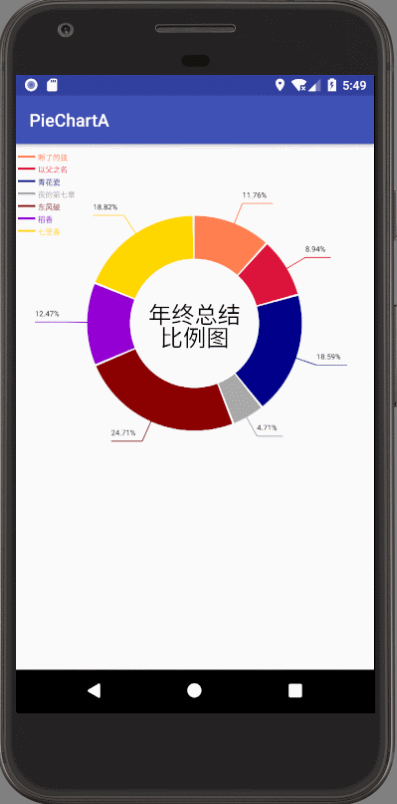 5:49
PieChartA
断了的弦
以父之名
青花瓷
夜的第七章
东风破
稻香
七里香
11.76%
18.82%
8.94%
12.47%
年终总结
比例图
18.59%
24.71%
4.71%